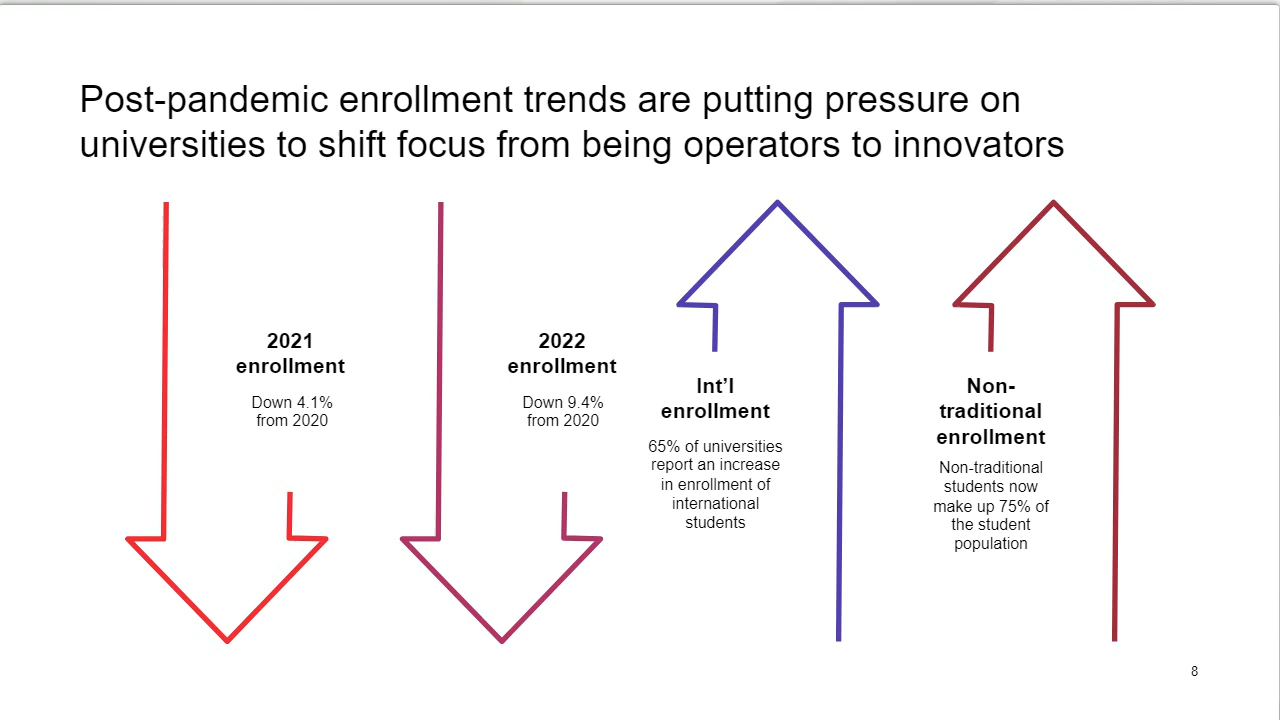 Post-pandemic enrollment trends are putting pressure on
universities to shift focus from being operators to innovators
2021
enrollment
Down 4.1%
from 2020
2022
enrollment
Down 9.4%
from 2020
Int’l
enrollment
65% of universities
report an increase
in enrollment of
international
students
Non-
traditional
enrollment
Non-traditional
students now
make up 75% of
the student
population
8